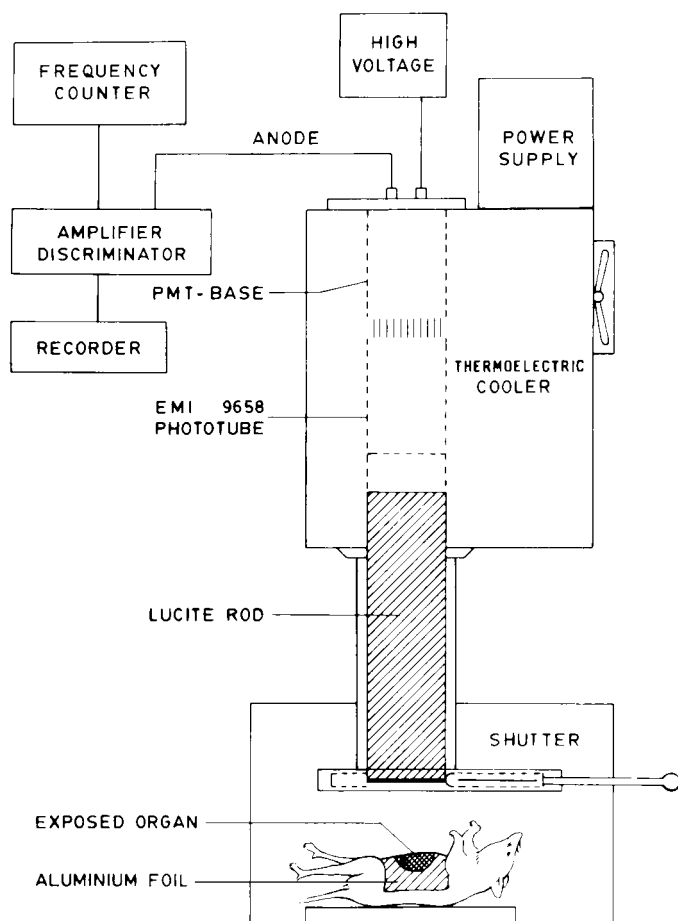 HIGH
VOLTAGE
FREQUENCY
COUNTER
POWER
SUPPLY
ANODE
AMPLIFIER
DISCRIMINATOR
PMT-BASE
RECORDER
THERMOELECTRIC
COOLER
EMI 9658
PHOTOTUBE
LUCITE ROD
SHUTTER
EXPOSED ORGAN
ALUMINIUM FOIL